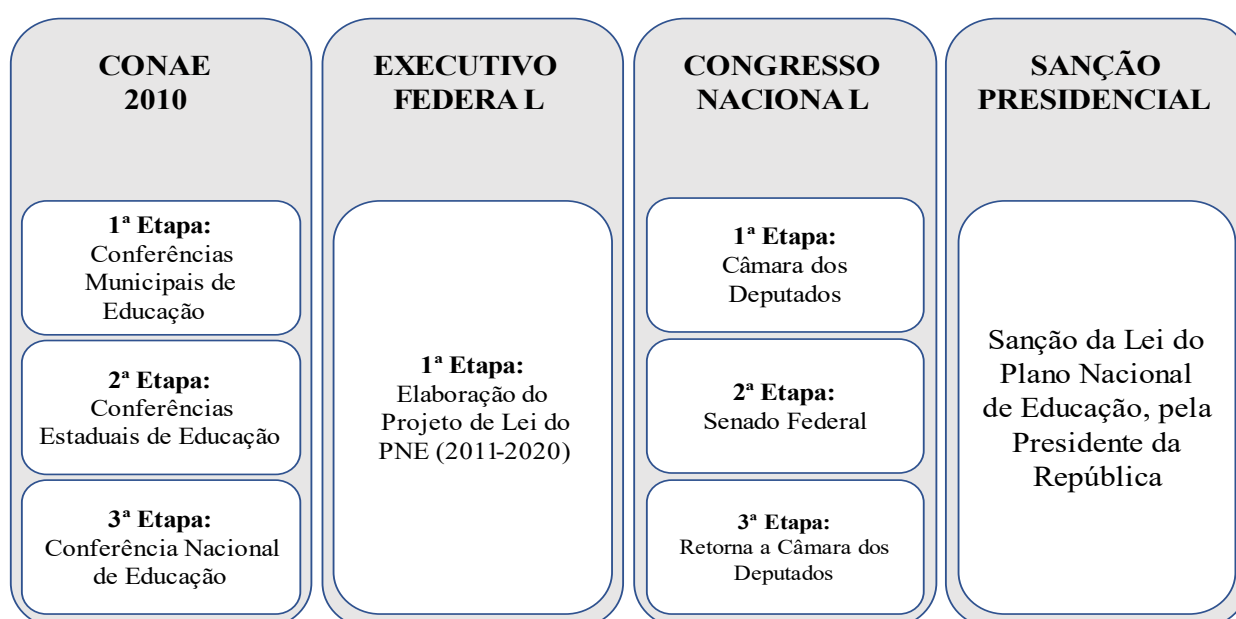 CONAE
2010
1ª Etapa:
Conferências
Municipais de
Educação
2ª Etapa:
Conferências
Estaduais de Educação
3ª Etapa:
Conferência Nacional
de Educação
EXECUTIVO
FEDERA L
1ª Etapa:
Elaboração do
Projeto de Lei do
PNE (2011-2020)
CONGRESSO
NACIONA L
1ª Etapa:
Câmara dos
Deputados
2ª Etapa:
Senado Federal
3ª Etapa:
Retorna a Câmara dos
Deputados
SANÇÃO
PRESIDENCIAL
Sanção da Lei do
Plano Nacional
de Educação, pela
Presidente da
República